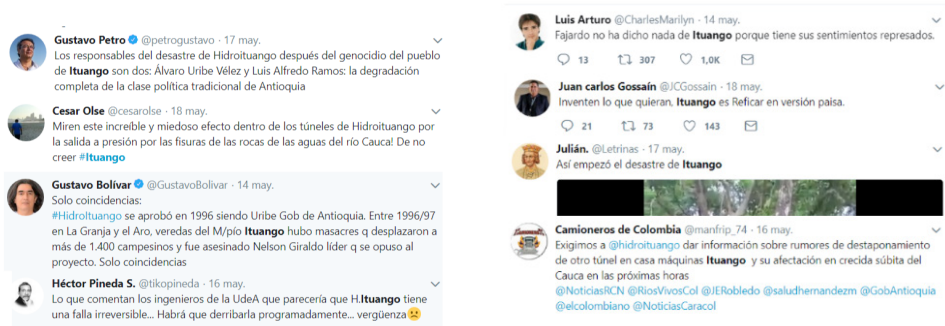 Gustavo Petro @petrogustavo · 17 may.
Los responsables del desastre de Hidroituango después del genocidio del pueblo
de Ituango son dos: Álvaro Uribe Vélez y Luis Alfredo Ramos: la degradación
completa de la clase política tradicional de Antioquia
Cesar Olse @cesarolse · 18 may.
Miren este increíble y miedoso efecto dentro de los túneles de Hidroituango por
la salida a presión por las fisuras de las rocas de las aguas del río Cauca! De no
creer #Ituango
Gustavo Bolívar @GustavoBolivar · 14 may.
Solo coincidencias:
#HidroItuango se aprobó en 1996 siendo Uribe Gob de Antioquia. Entre 1996/97
en La Granja y el Aro, veredas del M/pío Ituango hubo masacres q desplazaron a
más de 1.400 campesinos y fue asesinado Nelson Giraldo líder q se opuso al
proyecto. Solo coincidencias
Héctor Pineda S. @tikopineda · 16 may.
Lo que comentan los ingenieros de la UdeA que parecería que H.Ituango tiene
una falla irreversible... Habrá que derribarla programadamente... vergüenza☹
Luis Arturo @CharlesMarilyn · 14 may.
Fajardo no ha dicho nada de Ituango porque tiene sus sentimientos represados.
13 307 1,0K
Juan carlos Gossaín @JCGossain · 18 may.
Inventen lo que quieran, Ituango es Reficar en versión paisa.
21 73 143
Julián. @Letrinas · 17 may.
Así empezó el desastre de Ituango
Camioneros de Colombia @manfrip_74 · 16 may.
Exigimos a @hidroituango dar información sobre rumores de destaponamiento
de otro túnel en casa máquinas Ituango y su afectación en crecida súbita del
Cauca en las próximas horas
@NoticiasRCN @RiosVivosCol @JERobledo @saludhernandezm @GobAntioquia
@elcolombiano @NoticiasCaracol